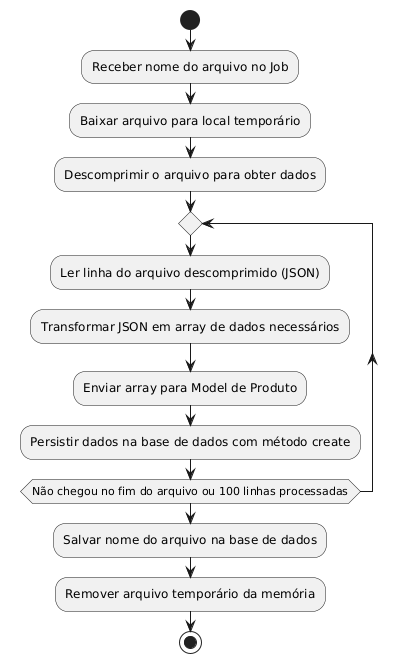 Receber nome do arquivo no Job
Baixar arquivo para local temporário
Descomprimir o arquivo para obter dados
Ler linha do arquivo descomprimido (JSON)
Transformar JSON em array de dados necessários
Enviar array para Model de Produto
Persistir dados na base de dados com método create
Não chegou no fim do arquivo ou 100 linhas processadas
Salvar nome do arquivo na base de dados
Remover arquivo temporário da memória